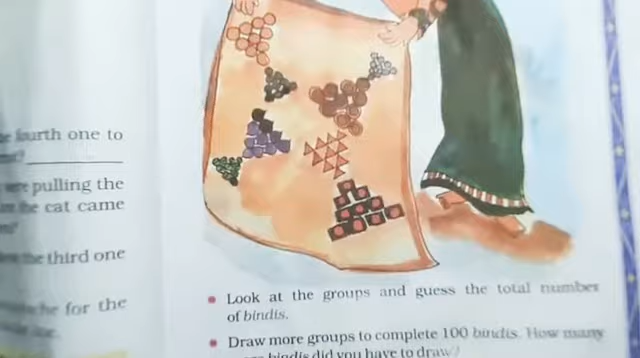 fourth one to
were pulling the
the cat came
the third one
for the
Look at the groups and guess the total number
of bindis.
Draw more groups to complete 100 bindis. How many
bindis did you have to draw?